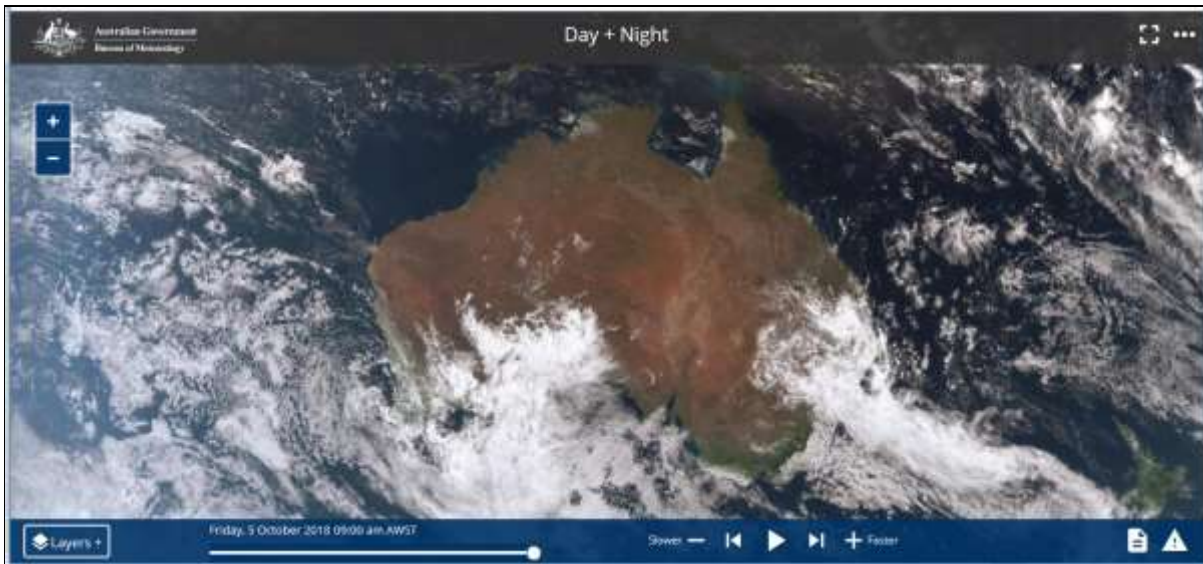 Australian Government
Bureau of Meteorology
Day + Night
+
−
Layers +
Friday, 5 October 2018 09:00 am AWST
Slower
Faster